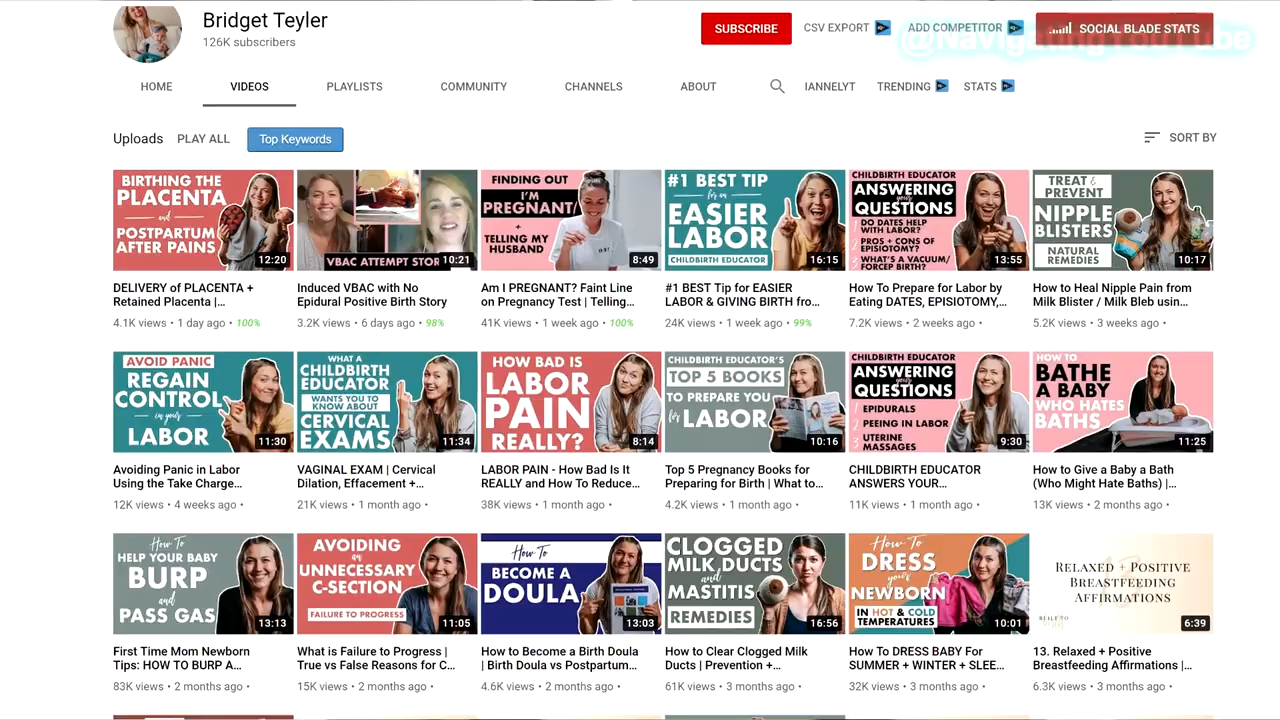 Bridget Teyler
126K subscribers
SUBSCRIBE
CSV EXPORT
ADD COMPETITOR
SOCIAL BLADE STATS
@NavigatingYouTube
HOME
VIDEOS
PLAYLISTS
COMMUNITY
CHANNELS
ABOUT
IANNELYT
TRENDING
STATS
Uploads
PLAY ALL
Top Keywords
SORT BY
BIRTHING THE
PLACENTA
and
POSTPARTUM
AFTER PAINS
12:20
VBAC ATTEMPT STOR
10:21
FINDING OUT
I'M
PREGNANT
+
TELLING MY
HUSBAND
8:49
#1 BEST TIP
for an
EASIER
LABOR
CHILDBIRTH EDUCATOR
16:15
CHILDBIRTH EDUCATOR
ANSWERING
your
QUESTIONS
DO DATES HELP
WITH LABOR?
PROS + CONS OF
EPISIOTOMY?
WHAT'S A VACUUM/
FORCEP BIRTH?
13:55
TREAT &
PREVENT
NIPPLE
BLISTERS
NATURAL
REMEDIES
10:17
DELIVERY of PLACENTA +
Retained Placenta |...
4.1K views • 1 day ago • 100%
Induced VBAC with No
Epidural Positive Birth Story
3.2K views • 6 days ago • 98%
Am I PREGNANT? Faint Line
on Pregnancy Test | Telling...
41K views • 1 week ago • 100%
#1 BEST Tip for EASIER
LABOR & GIVING BIRTH fro...
24K views • 1 week ago • 99%
How To Prepare for Labor by
Eating DATES, EPISIOTOMY,...
7.2K views • 2 weeks ago •
How to Heal Nipple Pain from
Milk Blister / Milk Bleb usin...
5.2K views • 3 weeks ago •
AVOID PANIC
REGAIN
CONTROL
in your
LABOR
11:30
WHAT A
CHILDBIRTH
EDUCATOR
WANTS YOU TO
KNOW ABOUT
CERVICAL
EXAMS
11:34
HOW BAD IS
LABOR
PAIN
REALLY?
8:14
CHILDBIRTH EDUCATOR'S
TOP 5 BOOKS
TO PREPARE YOU
for LABOR
10:16
CHILDBIRTH EDUCATOR
ANSWERING
your
QUESTIONS
1 EPIDURALS
PEEING IN LABOR
UTERINE
MASSAGES
9:30
HOW TO
BATHE
A BABY
WHO HATES
BATHS
11:25
Avoiding Panic in Labor
Using the Take Charge...
12K views • 4 weeks ago •
VAGINAL EXAM | Cervical
Dilation, Effacement +...
21K views • 1 month ago •
LABOR PAIN - How Bad Is It
REALLY and How To Reduce...
38K views • 1 month ago •
Top 5 Pregnancy Books for
Preparing for Birth | What to...
4.2K views • 1 month ago •
CHILDBIRTH EDUCATOR
ANSWERS YOUR...
11K views • 1 month ago •
How to Give a Baby a Bath
(Who Might Hate Baths) |...
13K views • 2 months ago •
How To
HELP YOUR BABY
BURP
and
PASS GAS
13:13
AVOIDING
an
UNNECESSARY
C-SECTION
FAILURE TO PROGRESS
11:05
How To
BECOME A
DOULA
13:03
CLOGGED
MILK DUCTS
and
MASTITIS
REMEDIES
16:56
How To
DRESS
your
NEWBORN
IN HOT & COLD
TEMPERATURES
10:01
RELAXED + POSITIVE
BREASTFEEDING
AFFIRMATIONS
6:39
First Time Mom Newborn
Tips: HOW TO BURP A...
83K views • 2 months ago •
What is Failure to Progress |
True vs False Reasons for C...
15K views • 2 months ago •
How to Become a Birth Doula
| Birth Doula vs Postpartum...
4.6K views • 2 months ago •
How to Clear Clogged Milk
Ducts | Prevention +...
61K views • 3 months ago •
How To DRESS BABY For
SUMMER + WINTER + SLEE...
32K views • 3 months ago •
13. Relaxed + Positive
Breastfeeding Affirmations |...
6.3K views • 3 months ago •